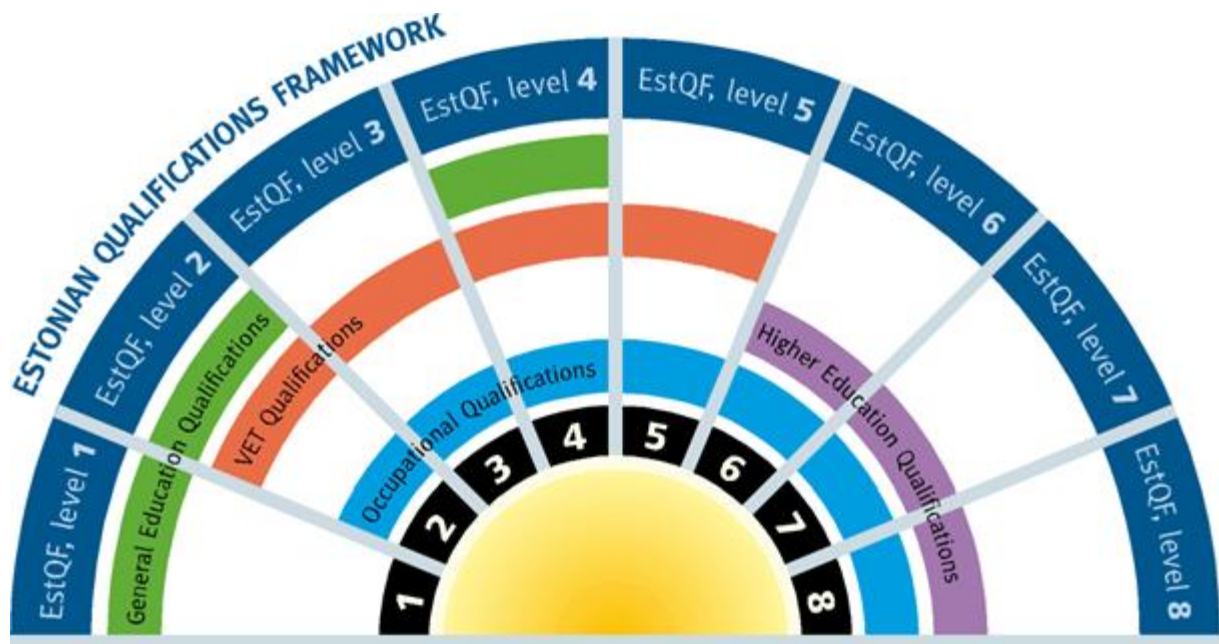 ESTONIAN QUALIFICATIONS FRAMEWORK
EstQF, level 1
EstQF, level 2
EstQF, level 3
EstQF, level 4
EstQF, level 5
EstQF, level 6
EstQF, level 7
EstQF, level 8
General Education Qualifications
VET Qualifications
Occupational Qualifications
Higher Education Qualifications
1
2
3
4
5
6
7
8